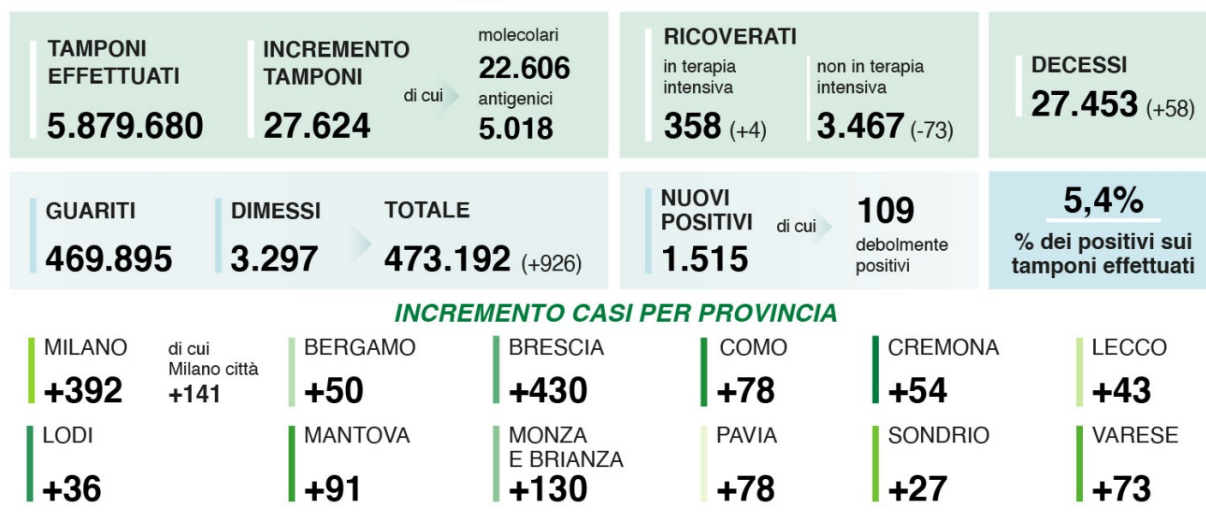 TAMPONI
EFFETTUATI
5.879.680
INCREMENTO
TAMPONI
27.624
di cui
molecolari
22.606
antigenici
5.018
RICOVERATI
in terapia
intensiva
358 (+4)
non in terapia
intensiva
3.467 (-73)
DECESSI
27.453 (+58)
GUARITI
469.895
DIMESSI
3.297
TOTALE
473.192 (+926)
NUOVI
POSITIVI
1.515
di cui
109
debolmente
positivi
5,4%
% dei positivi sui
tamponi effettuati
INCREMENTO CASI PER PROVINCIA
MILANO
+392
di cui
Milano città
+141
BERGAMO
+50
BRESCIA
+430
COMO
+78
CREMONA
+54
LECCO
+43
LODI
+36
MANTOVA
+91
MONZA
E BRIANZA
+130
PAVIA
+78
SONDRIO
+27
VARESE
+73